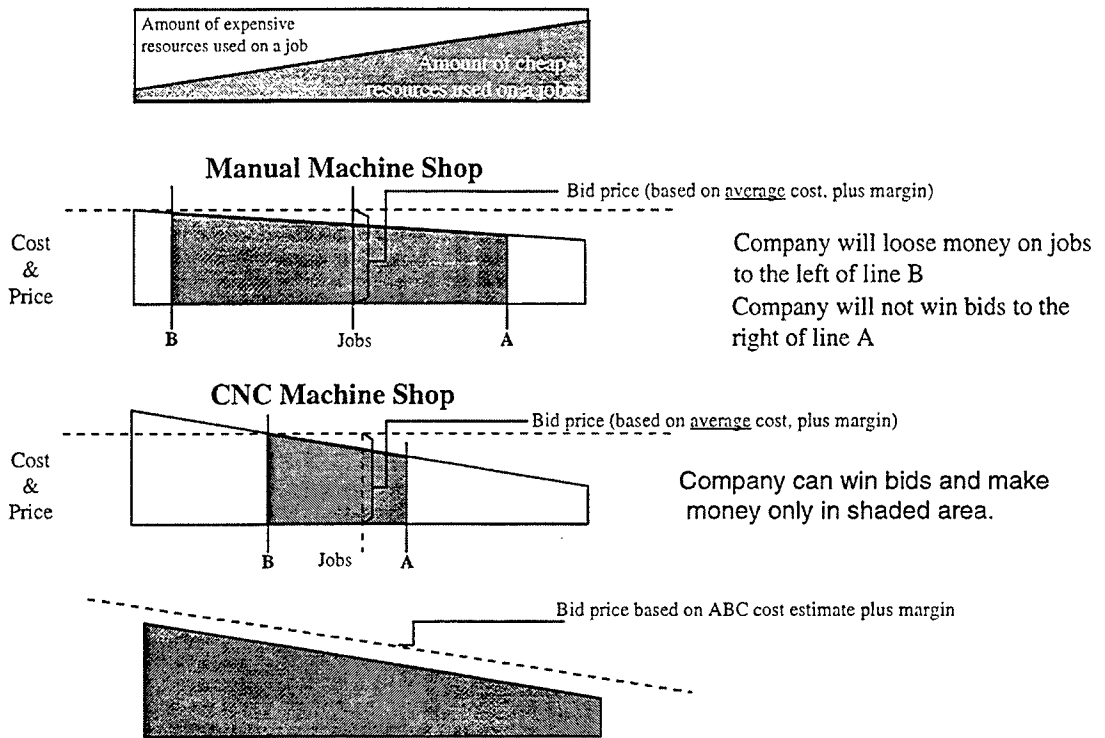 Amount of expensive
resources used on a job
Amount of cheap
resources used on a job
Manual Machine Shop
Bid price (based on average cost, plus margin)
Cost
&
Price
Company will loose money on jobs
to the left of line B
Company will not win bids to the
right of line A
B
Jobs
A
CNC Machine Shop
Bid price (based on average cost, plus margin)
Cost
&
Price
Company can win bids and make
money only in shaded area.
B
Jobs
A
Bid price based on ABC cost estimate plus margin